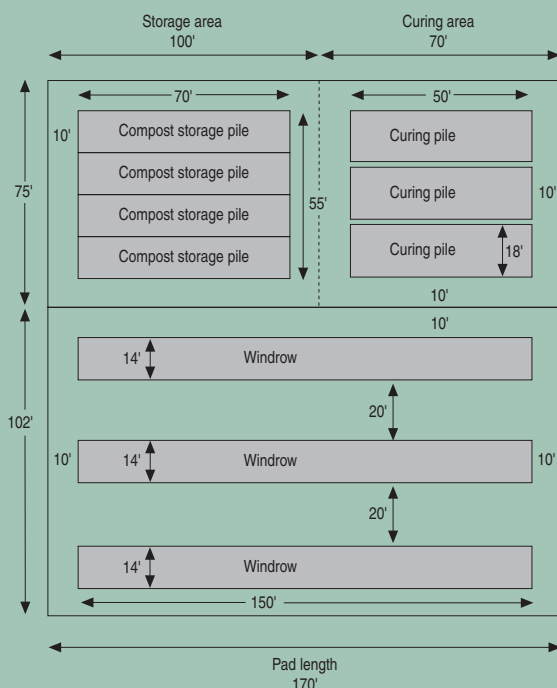 Storage area
100'
Curing area
70'
70'
50'
10'
Compost storage pile
Curing pile
Compost storage pile
75'
55'
Curing pile
10'
Compost storage pile
Compost storage pile
Curing pile
18'
10'
10'
14'
Windrow
20'
102'
10'
14'
Windrow
10'
20'
14'
Windrow
150'
Pad length
170'